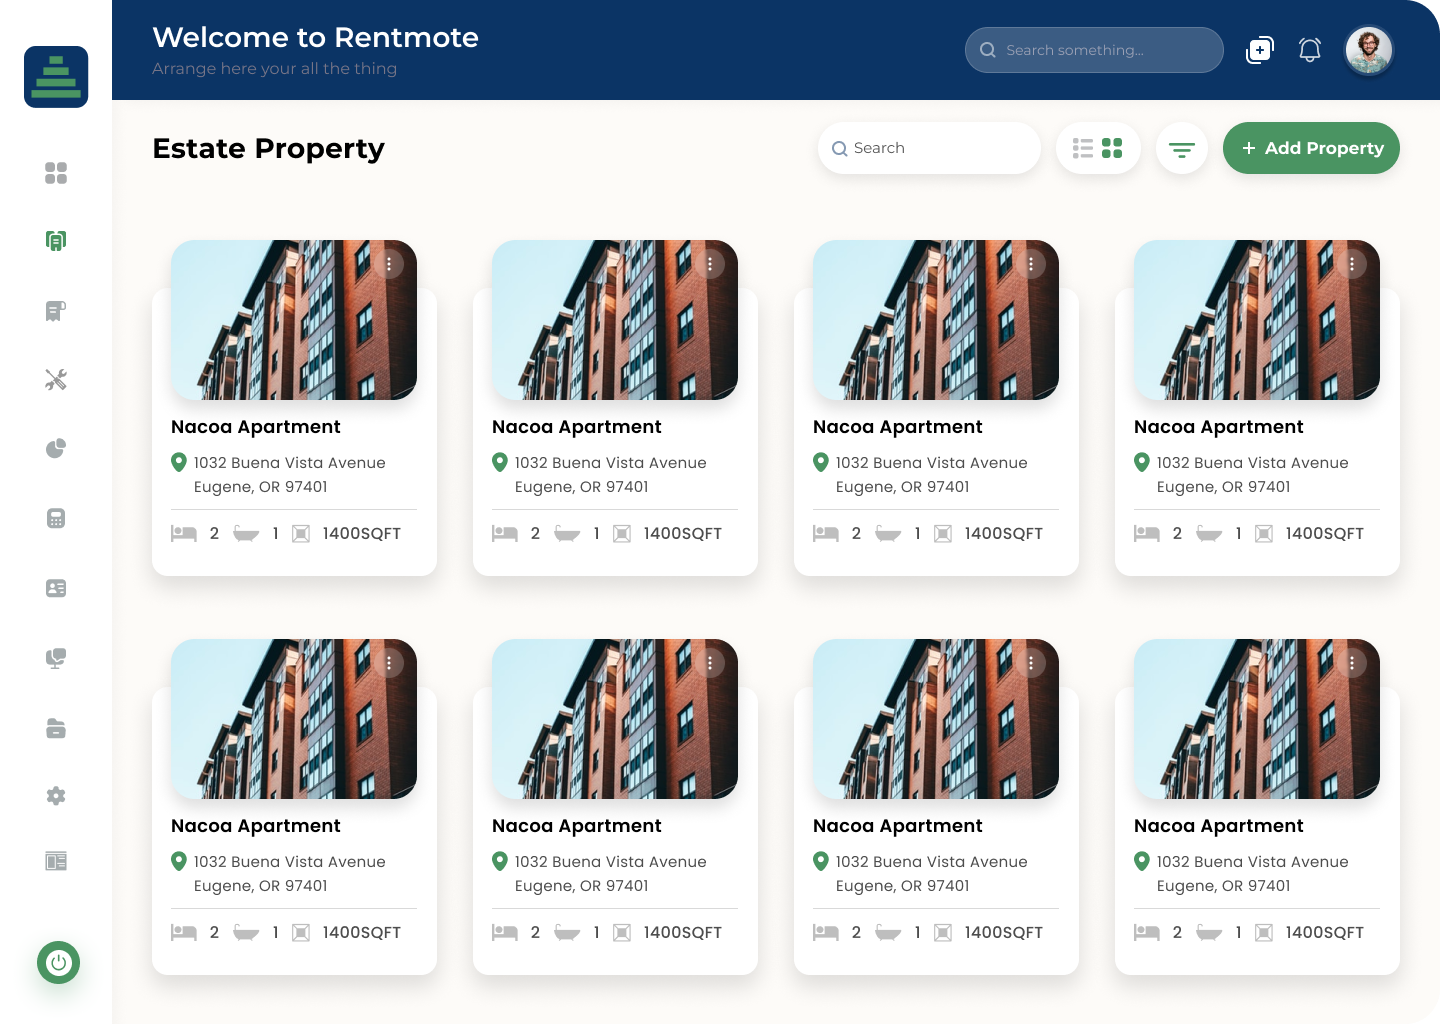 Welcome to Rentmote
Arrange here your all the thing
Search something...
Estate Property
Search
+ Add Property
Nacoa Apartment
1032 Buena Vista Avenue
Eugene, OR 97401
2 1 1400SQFT
Nacoa Apartment
1032 Buena Vista Avenue
Eugene, OR 97401
2 1 1400SQFT
Nacoa Apartment
1032 Buena Vista Avenue
Eugene, OR 97401
2 1 1400SQFT
Nacoa Apartment
1032 Buena Vista Avenue
Eugene, OR 97401
2 1 1400SQFT
Nacoa Apartment
1032 Buena Vista Avenue
Eugene, OR 97401
2 1 1400SQFT
Nacoa Apartment
1032 Buena Vista Avenue
Eugene, OR 97401
2 1 1400SQFT
Nacoa Apartment
1032 Buena Vista Avenue
Eugene, OR 97401
2 1 1400SQFT
Nacoa Apartment
1032 Buena Vista Avenue
Eugene, OR 97401
2 1 1400SQFT